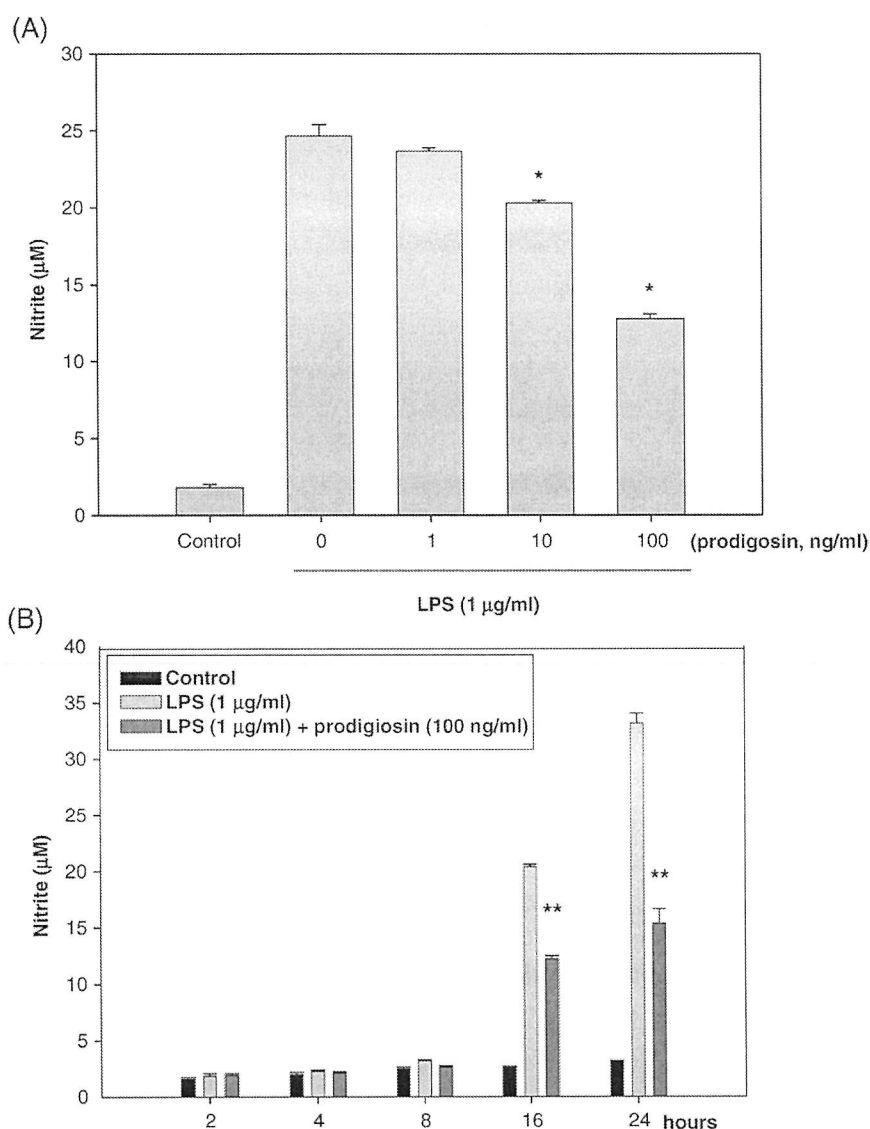 (A)
30
25
20
15
10
5
0
Nitrite (µM)
*
*
Control 0 1 10 100 (prodigosin, ng/ml)
LPS (1 µg/ml)
(B)
40
35
30
25
20
15
10
5
0
Nitrite (µM)
Control
LPS (1 µg/ml)
LPS (1 µg/ml) + prodigiosin (100 ng/ml)
**
**
2 4 8 16 24 hours